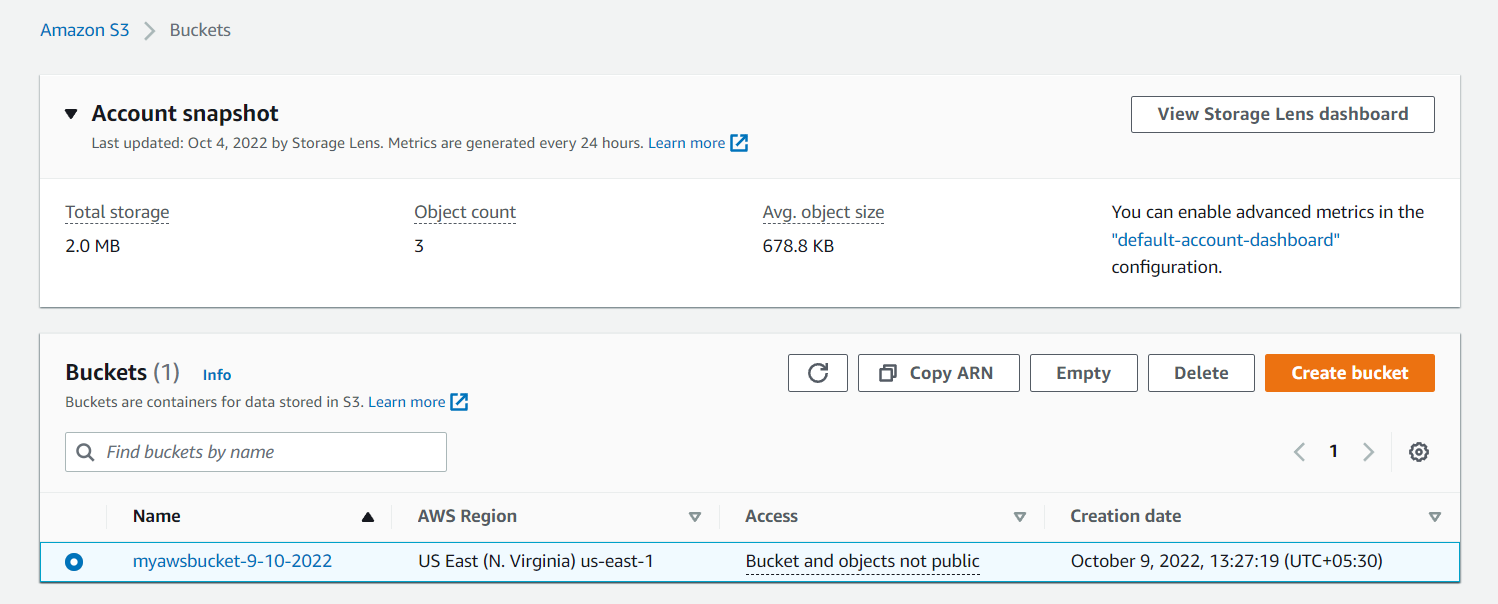 Amazon S3 > Buckets
Account snapshot
View Storage Lens dashboard
Last updated: Oct 4, 2022 by Storage Lens. Metrics are generated every 24 hours. Learn more
Total storage
2.0 MB
Object count
3
Avg. object size
678.8 KB
You can enable advanced metrics in the
"default-account-dashboard"
configuration.
Buckets (1) Info
Copy ARN Empty Delete Create bucket
Buckets are containers for data stored in S3. Learn more
Find buckets by name
1
Name AWS Region Access Creation date
myawsbucket-9-10-2022 US East (N. Virginia) us-east-1 Bucket and objects not public October 9, 2022, 13:27:19 (UTC+05:30)